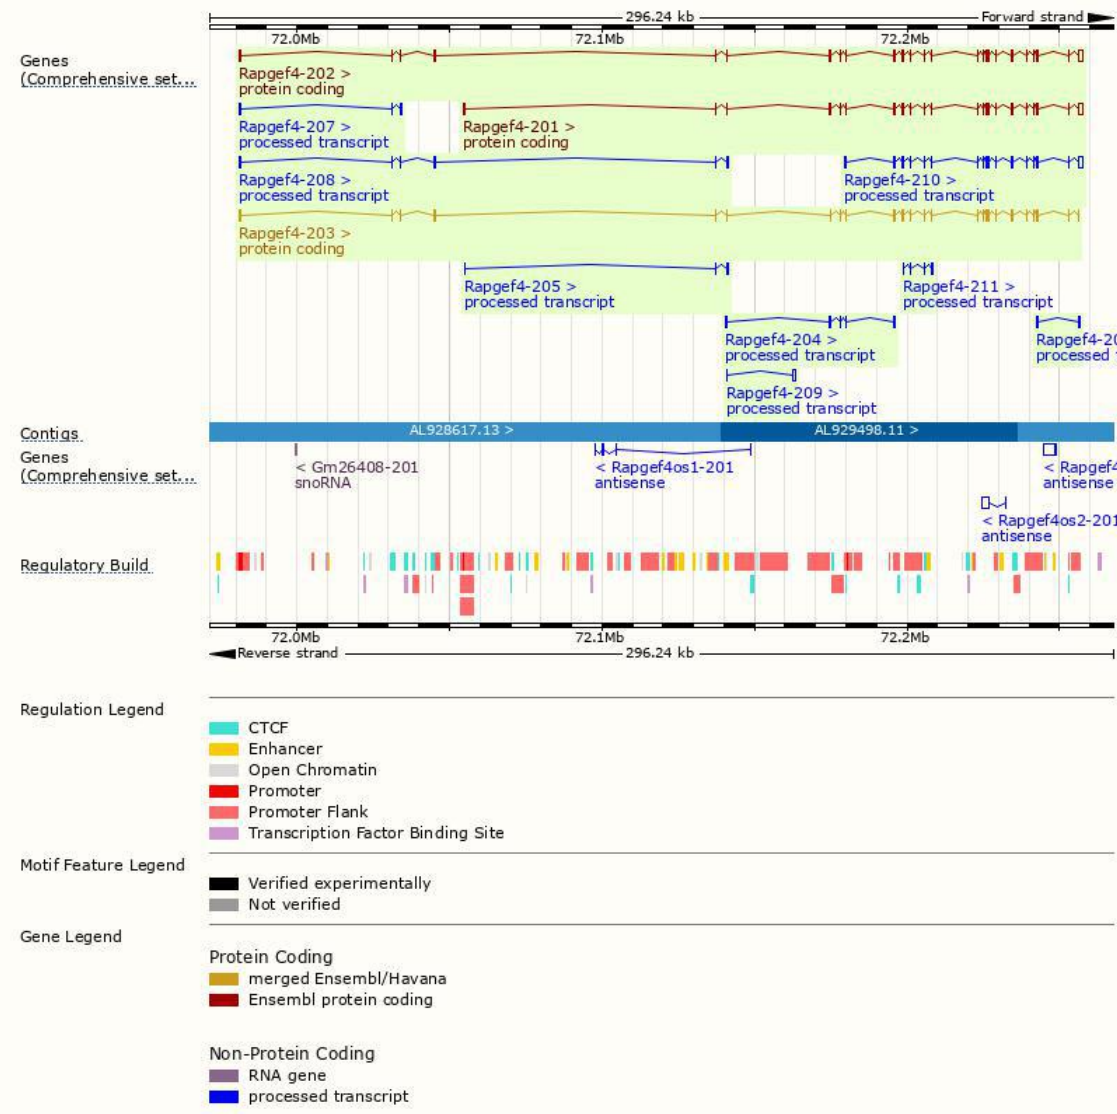 296.24 kb Forward strand
72.0Mb 72.1Mb 72.2Mb
Genes
(Comprehensive set...
Rapgef4-202 >
protein coding
Rapgef4-207 > Rapgef4-201 >
processed transcript protein coding
Rapgef4-208 > Rapgef4-210 >
processed transcript processed transcript
Rapgef4-203 >
protein coding
Rapgef4-205 > Rapgef4-211 >
processed transcript processed transcript
Rapgef4-204 > Rapgef4-20
processed transcript processed
Rapgef4-209 >
processed transcript
Contigs AL928617.13 > AL929498.11 >
Genes
(Comprehensive set...
< Gm26408-201 < Rapgef4os1-201 < Rapgef4
snoRNA antisense antisense
< Rapgef4os2-201
antisense
Regulatory Build
72.0Mb 72.1Mb 72.2Mb
Reverse strand 296.24 kb
Regulation Legend
CTCF
Enhancer
Open Chromatin
Promoter
Promoter Flank
Transcription Factor Binding Site
Motif Feature Legend
Verified experimentally
Not verified
Gene Legend
Protein Coding
merged Ensembl/Havana
Ensembl protein coding
Non-Protein Coding
RNA gene
processed transcript